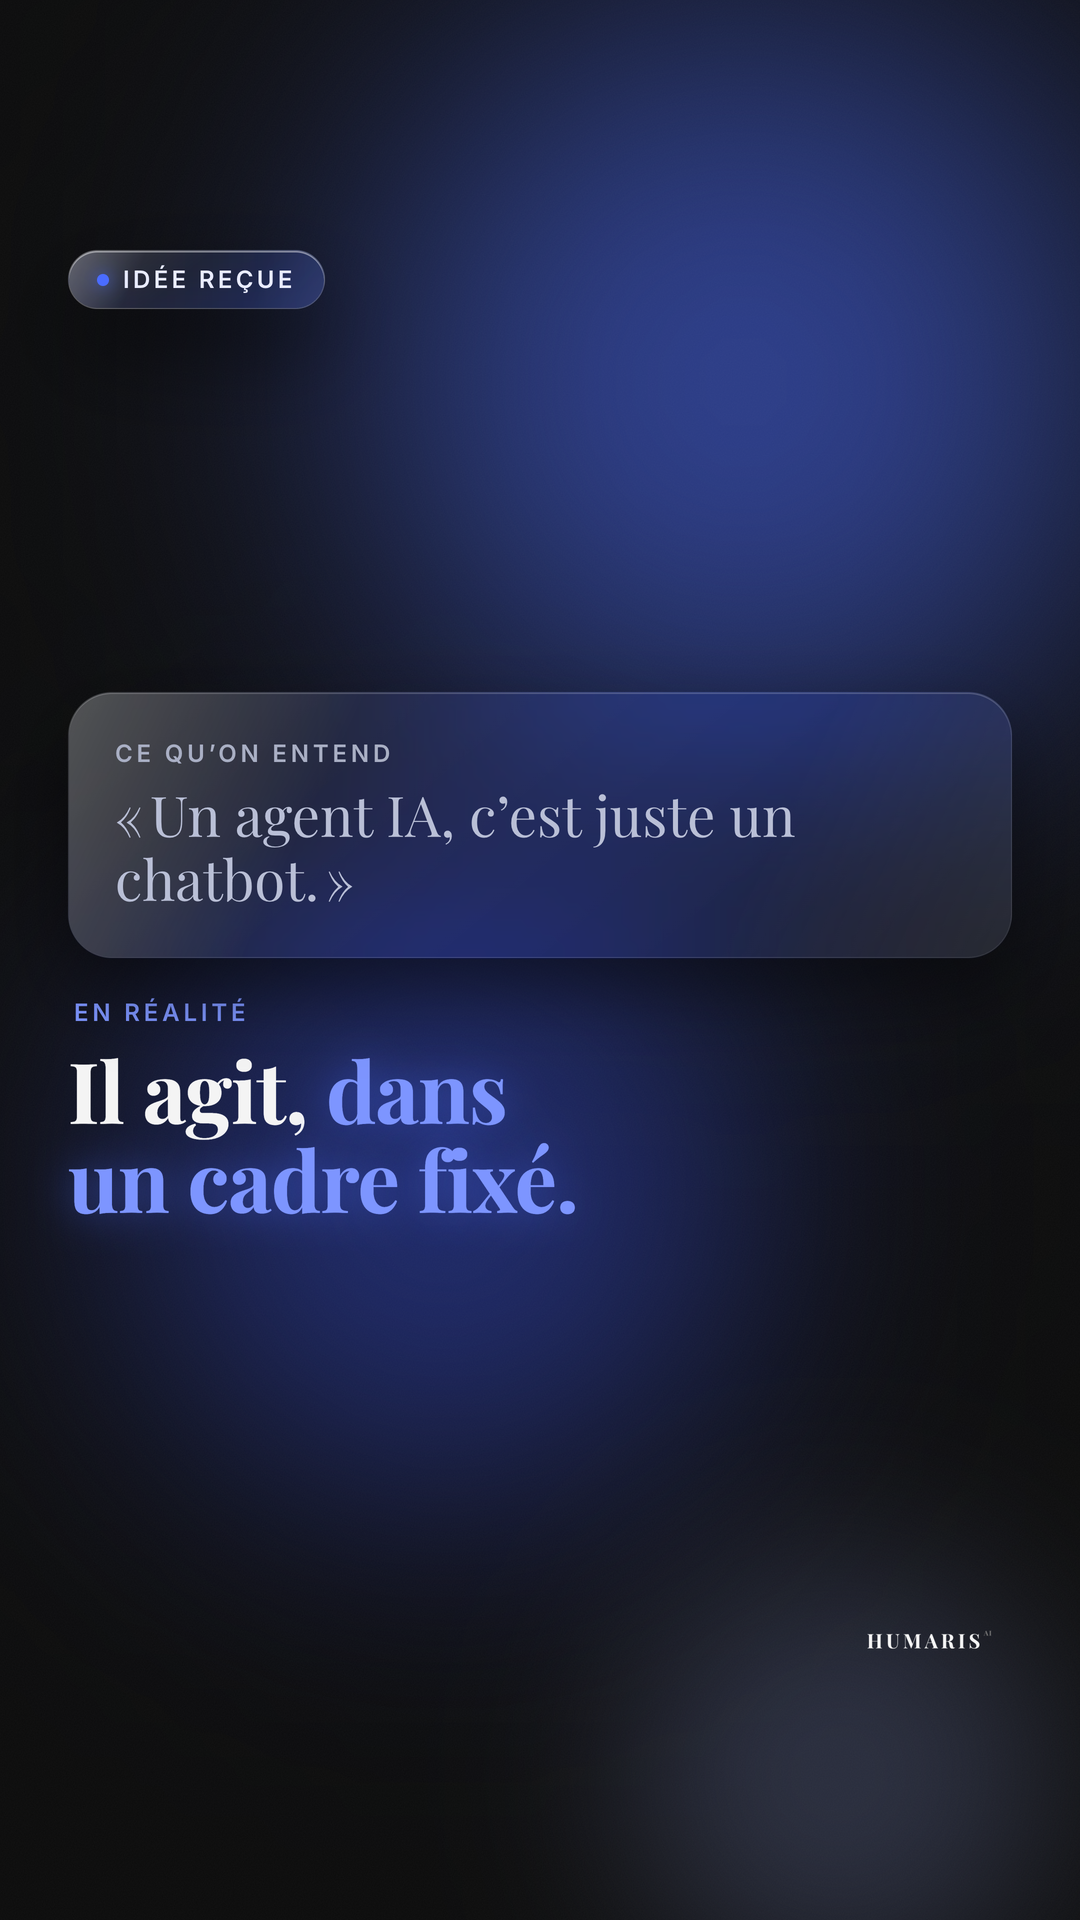 IDÉE REÇUE
CE QU’ON ENTEND
« Un agent IA, c’est juste un
chatbot. »
EN RÉALITÉ
Il agit, dans
un cadre fixé.
HUMARIS AI